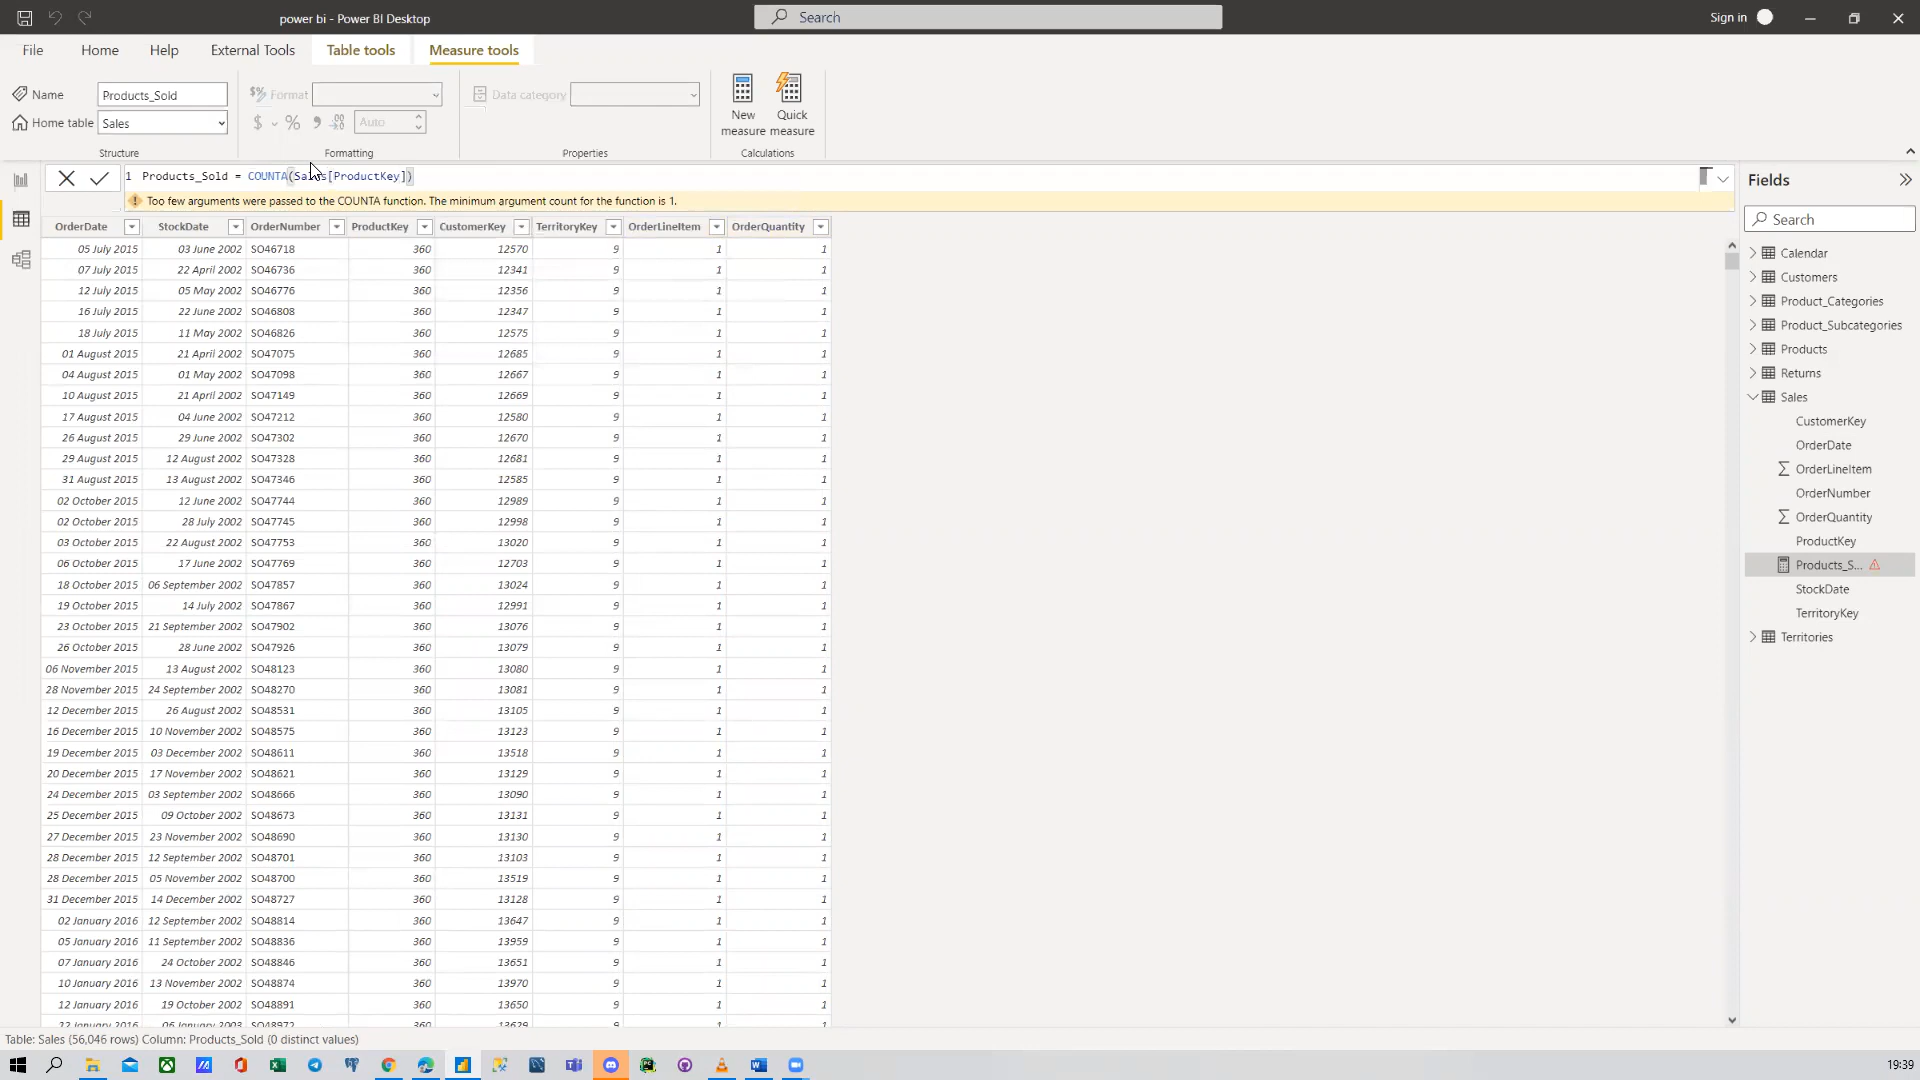 power bi - Power BI Desktop
Search
Sign in
File
Home
Help
External Tools
Table tools
Measure tools
Name
Products_Sold
Format
Data category
New measure
Quick measure
Home table
Sales
$
%
Auto
Structure
Formatting
Properties
Calculations
1 Products_Sold = COUNTA(Sales[ProductKey])
Too few arguments were passed to the COUNTA function. The minimum argument count for the function is 1.
OrderDate StockDate OrderNumber ProductKey CustomerKey TerritoryKey OrderLineItem OrderQuantity
05 July 2015 03 June 2002 SO46718 360 12570 9 1 1
07 July 2015 22 April 2002 SO46736 360 12341 9 1 1
12 July 2015 05 May 2002 SO46776 360 12356 9 1 1
16 July 2015 22 June 2002 SO46808 360 12347 9 1 1
18 July 2015 11 May 2002 SO46826 360 12575 9 1 1
01 August 2015 21 April 2002 SO47075 360 12685 9 1 1
04 August 2015 01 May 2002 SO47098 360 12667 9 1 1
10 August 2015 21 April 2002 SO47149 360 12669 9 1 1
17 August 2015 04 June 2002 SO47212 360 12580 9 1 1
26 August 2015 29 June 2002 SO47302 360 12670 9 1 1
29 August 2015 12 August 2002 SO47328 360 12681 9 1 1
31 August 2015 13 August 2002 SO47346 360 12585 9 1 1
02 October 2015 12 June 2002 SO47744 360 12989 9 1 1
02 October 2015 28 July 2002 SO47745 360 12998 9 1 1
03 October 2015 22 August 2002 SO47753 360 13020 9 1 1
06 October 2015 17 June 2002 SO47769 360 12703 9 1 1
18 October 2015 06 September 2002 SO47857 360 13024 9 1 1
19 October 2015 14 July 2002 SO47867 360 12991 9 1 1
23 October 2015 21 September 2002 SO47902 360 13076 9 1 1
26 October 2015 28 June 2002 SO47926 360 13079 9 1 1
06 November 2015 13 August 2002 SO48123 360 13080 9 1 1
28 November 2015 24 September 2002 SO48270 360 13081 9 1 1
12 December 2015 26 August 2002 SO48531 360 13105 9 1 1
16 December 2015 10 November 2002 SO48575 360 13123 9 1 1
19 December 2015 03 December 2002 SO48611 360 13518 9 1 1
20 December 2015 17 November 2002 SO48621 360 13129 9 1 1
24 December 2015 03 September 2002 SO48666 360 13090 9 1 1
25 December 2015 09 October 2002 SO48673 360 13131 9 1 1
27 December 2015 23 November 2002 SO48690 360 13130 9 1 1
28 December 2015 12 September 2002 SO48701 360 13103 9 1 1
28 December 2015 05 November 2002 SO48700 360 13519 9 1 1
31 December 2015 14 December 2002 SO48727 360 13128 9 1 1
02 January 2016 12 September 2002 SO48814 360 13647 9 1 1
05 January 2016 11 September 2002 SO48836 360 13959 9 1 1
07 January 2016 24 October 2002 SO48846 360 13651 9 1 1
10 January 2016 13 November 2002 SO48874 360 13970 9 1 1
12 January 2016 19 October 2002 SO48891 360 13650 9 1 1
Fields
Search
Calendar
Customers
Product_Categories
Product_Subcategories
Products
Returns
Sales
CustomerKey
OrderDate
OrderLineItem
OrderNumber
OrderQuantity
ProductKey
Products_S...
StockDate
TerritoryKey
Territories
Table: Sales (56,046 rows) Column: Products_Sold (0 distinct values)
19:39